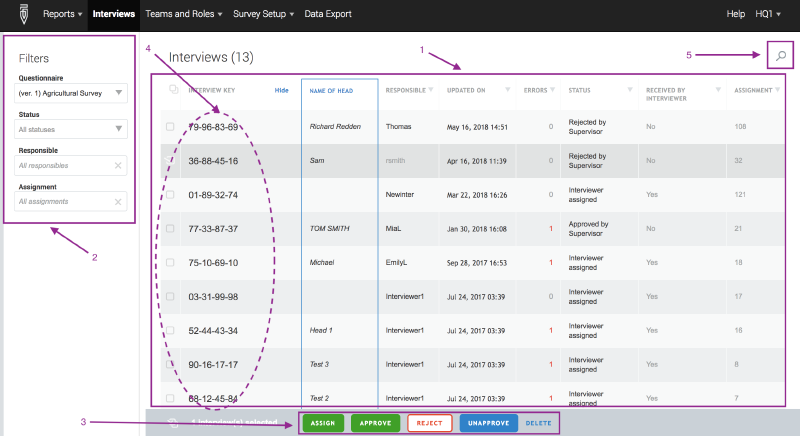 Reports Interviews Teams and Roles Survey Setup Data Export Help HQ1
4 1 5
Filters
Questionnaire
(ver. 1) Agricultural Survey
Status
All statuses
Responsible
All responsibles
Assignment
All assignments
2
Interviews (13)
INTERVIEW KEY Hide NAME OF HEAD RESPONSIBLE UPDATED ON ERRORS STATUS RECEIVED BY INTERVIEWER ASSIGNMENT
79-96-83-69 Richard Redden Thomas May 16, 2018 14:51 0 Rejected by Supervisor No 108
36-88-45-16 Sam nsmith Apr 16, 2018 11:39 0 Rejected by Supervisor No 32
01-89-32-74 Newinter Mar 22, 2018 16:26 0 Interviewer assigned Yes 121
77-33-87-37 TOM SMITH MiaL Jan 30, 2018 16:08 1 Approved by Supervisor No 21
75-10-69-10 Michael EmilyL Sep 28, 2017 16:53 1 Interviewer assigned Yes 18
03-31-99-98 Interviewer1 Jul 24, 2017 03:39 0 Interviewer assigned Yes 17
52-44-43-34 Head 1 Interviewer1 Jul 24, 2017 03:39 1 Interviewer assigned Yes 16
90-16-17-17 Test 3 Interviewer1 Jul 24, 2017 03:39 1 Interviewer assigned Yes 8
68-12-45-84 Test 2 Interviewer1 Jul 24, 2017 03:39 1 Interviewer assigned Yes 7
3
interview(s) selected ASSIGN APPROVE REJECT UNAPPROVE DELETE